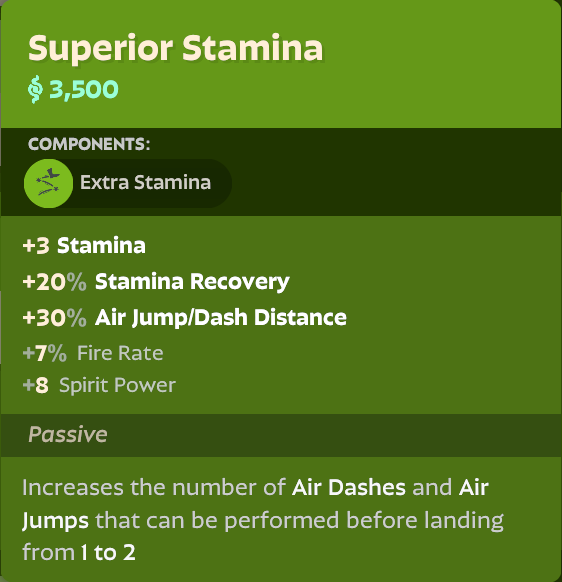 Superior Stamina
3,500
COMPONENTS:
Extra Stamina
+3 Stamina
+20% Stamina Recovery
+30% Air Jump/Dash Distance
+7% Fire Rate
+8 Spirit Power
Passive
Increases the number of Air Dashes and Air
Jumps that can be performed before landing
from 1 to 2